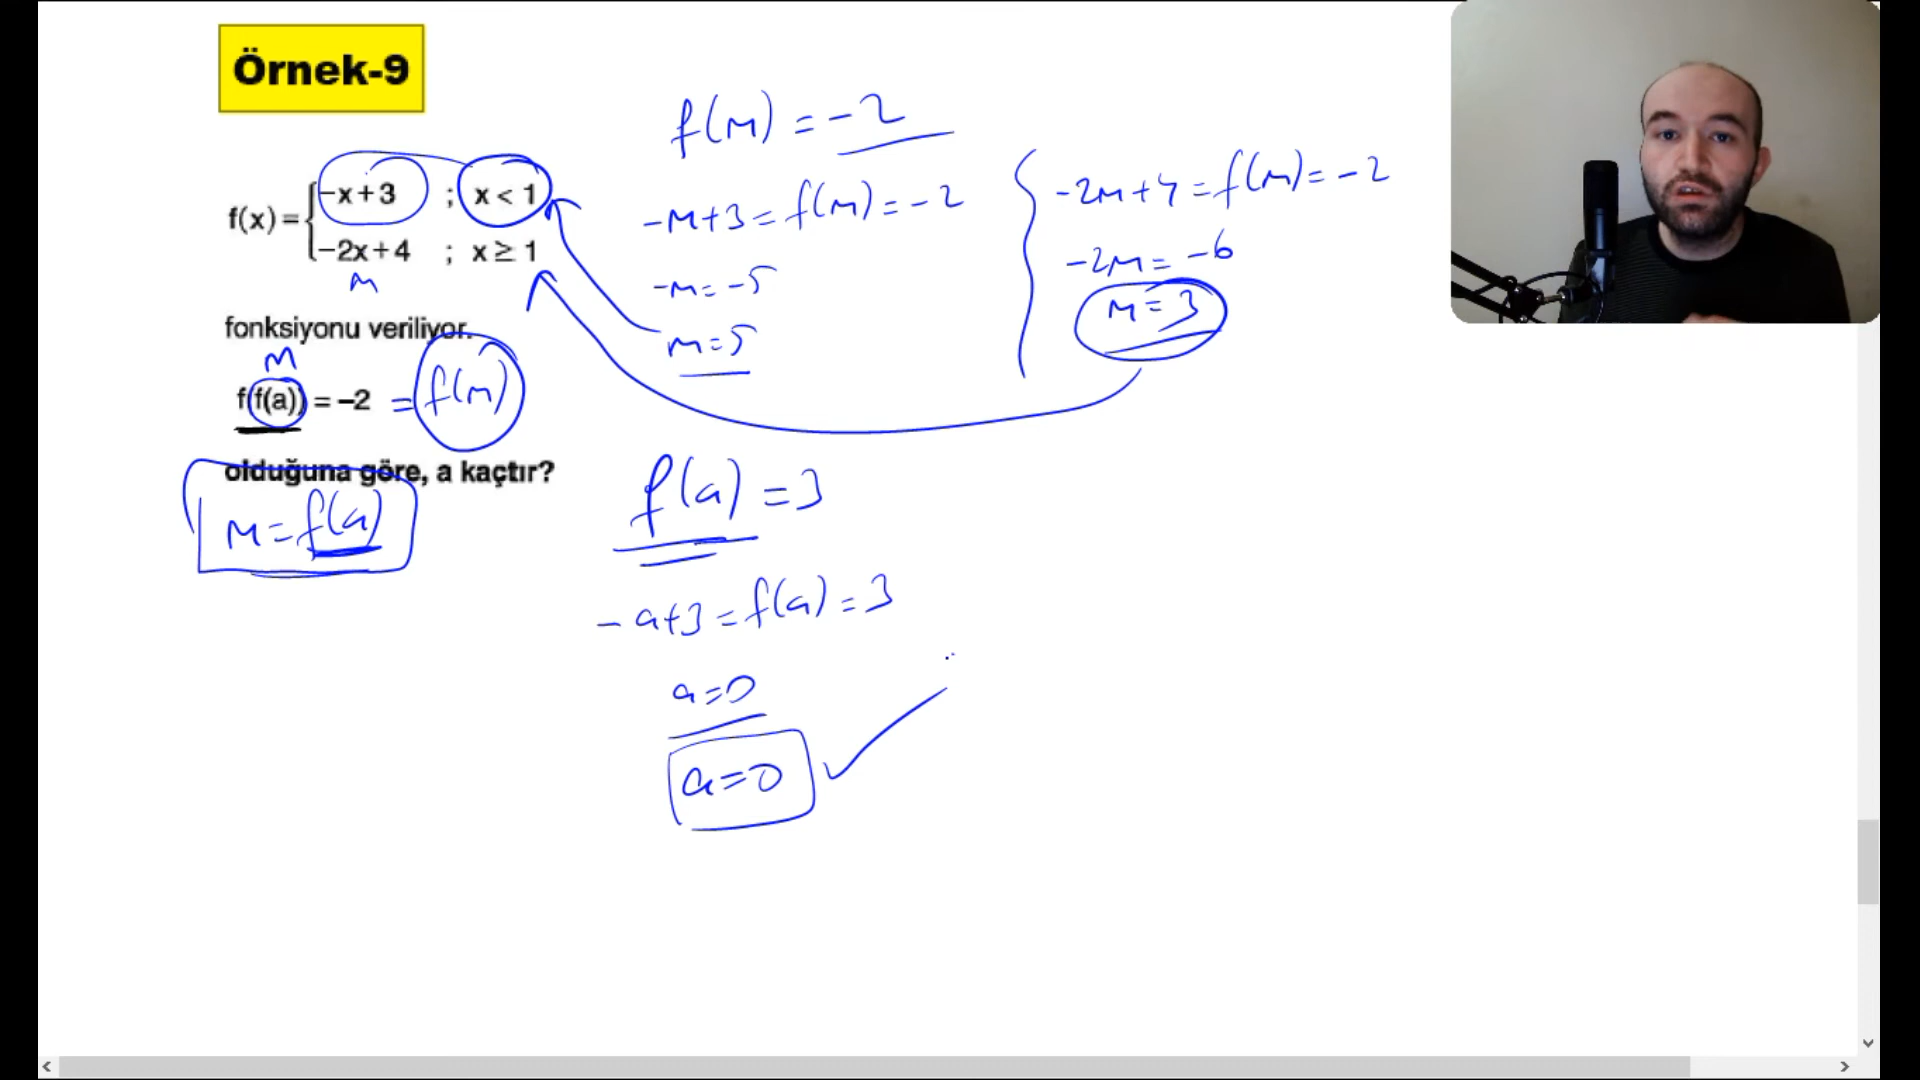 Örnek-9
f(x) = { -x+3 ; x < 1
-2x+4 ; x ≥ 1
m
fonksiyonu veriliyor.
m
f(f(a)) = -2 = f(m)
olduğuna göre, a kaçtır?
m = f(a)
f(m) = -2
-m+3 = f(m) = -2
-m = -5
m = 5
-2m+4 = f(m) = -2
-2m = -6
m = 3
f(a) = 3
-a+3 = f(a) = 3
a = 0
a = 0